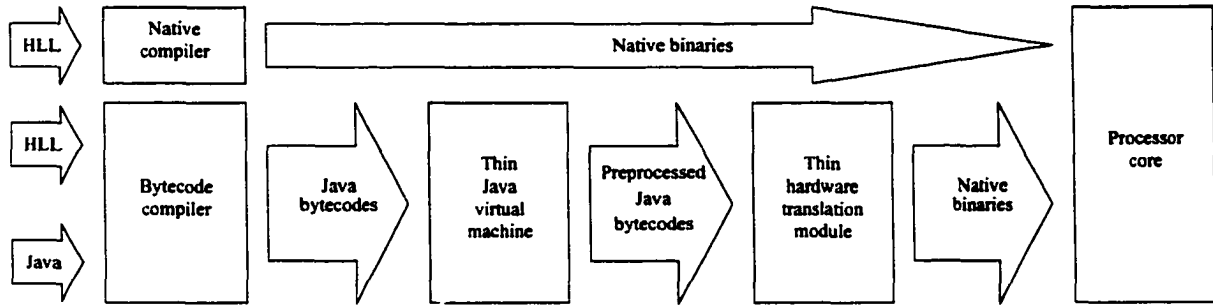 HLL
Native
compiler
Native binaries
HLL
Java
Bytecode
compiler
Java
bytecodes
Thin
Java
virtual
machine
Preprocessed
Java
bytecodes
Thin
hardware
translation
module
Native
binaries
Processor
core